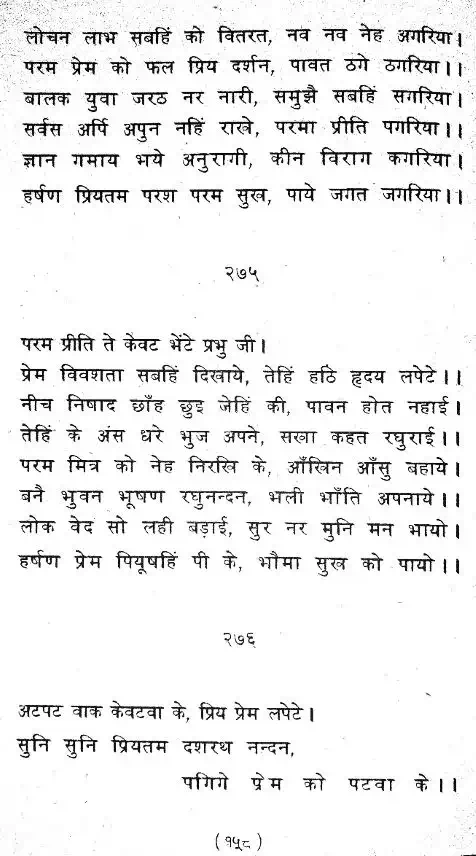 लोचन लाभ सबहिं को वितरत, नव नव नेह अगरिया।
परम प्रेम को फल प्रिय दर्शन, पावत ठगे ठगरिया।।
बालक युवा जरठ नर नारी, समुझै सबहिं सगरिया।
सर्वस अर्पि अपुन नहिं राखे, परमा प्रीति पगरिया।।
ज्ञान गमाय भये अनुरागी, कीन विराग कगरिया।
हर्षण प्रियतम परश परम सुख, पाये जगत जगरिया।।
२७५
परम प्रीति ते केवट भेंटे प्रभु जी।
प्रेम विवशता सबहिं दिखाये, तेहिं हठि हृदय लपेटे।।
नीच निषाद छाँह छुइ जेहिं की, पावन होत नहाई।
तेहिं के अंस धरे भुज अपने, सखा कहत रघुराई।।
परम मित्र को नेह निरखि के, आँखिन आँसु बहाये।
बनै भुवन भूषण रघुनन्दन, भली भाँति अपनाये।।
लोक वेद सो लही बड़ाई, सुर नर मुनि मन भायो।
हर्षण प्रेम पियूषहिं पी के, भौमा सुख को पायो।।
२७६
अटपट वाक केवटवा के, प्रिय प्रेम लपेटे।
सुनि सुनि प्रियतम दशरथ नन्दन,
पगिगे प्रेम को पटवा के।।
(१५८)